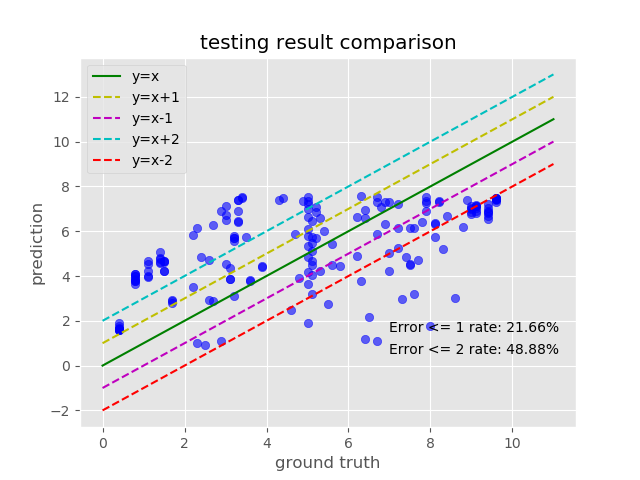 testing result comparison
y=x
y=x+1
y=x-1
y=x+2
y=x-2
12
10
8
6
4
2
0
−2
prediction
Error <= 1 rate: 21.66%
Error <= 2 rate: 48.88%
0 2 4 6 8 10
ground truth